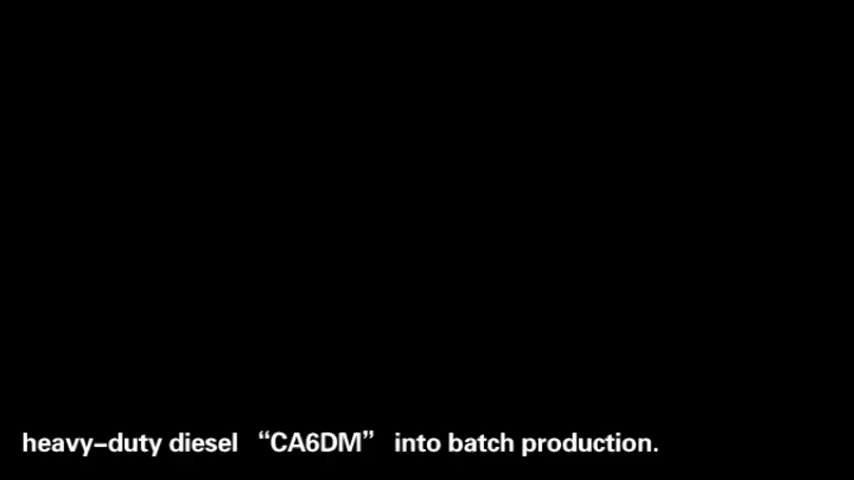 heavy-duty diesel “CA6DM” into batch production.